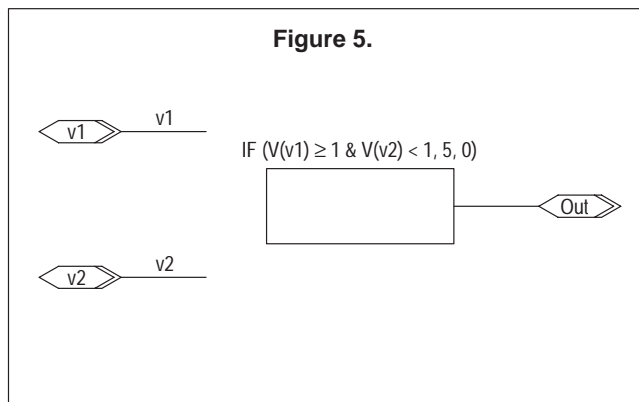 Figure 5.
v1 v1
IF (V(v1) ≥ 1 & V(v2) < 1, 5, 0)
Out
v2 v2